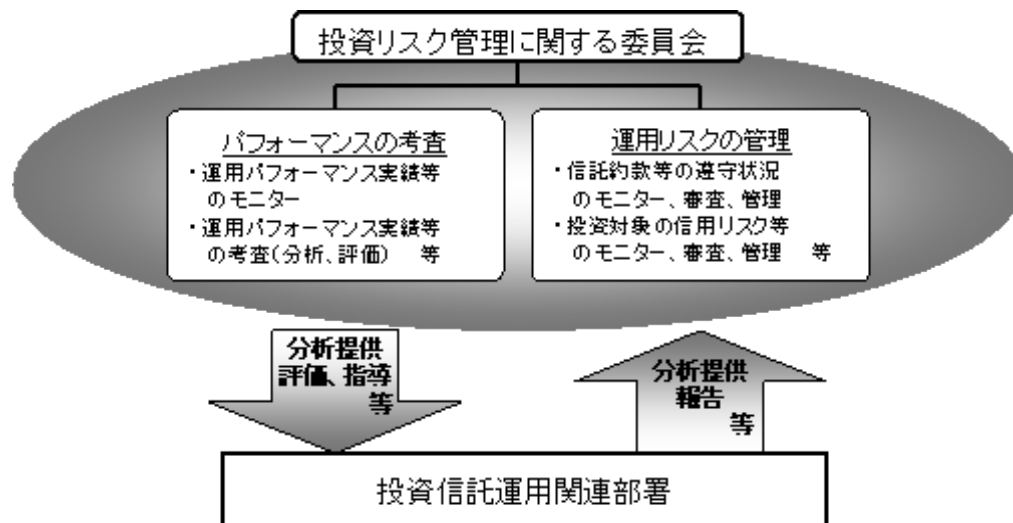 投資リスク管理に関する委員会
パフォーマンスの考査
・運用パフォーマンス実績等
のモニター
・運用パフォーマンス実績等
の考査(分析、評価) 等
運用リスクの管理
・信託約款等の遵守状況
のモニター、審査、管理
・投資対象の信用リスク等
のモニター、審査、管理 等
分析提供
評価、指導
等
分析提供
報告
等
投資信託運用関連部署